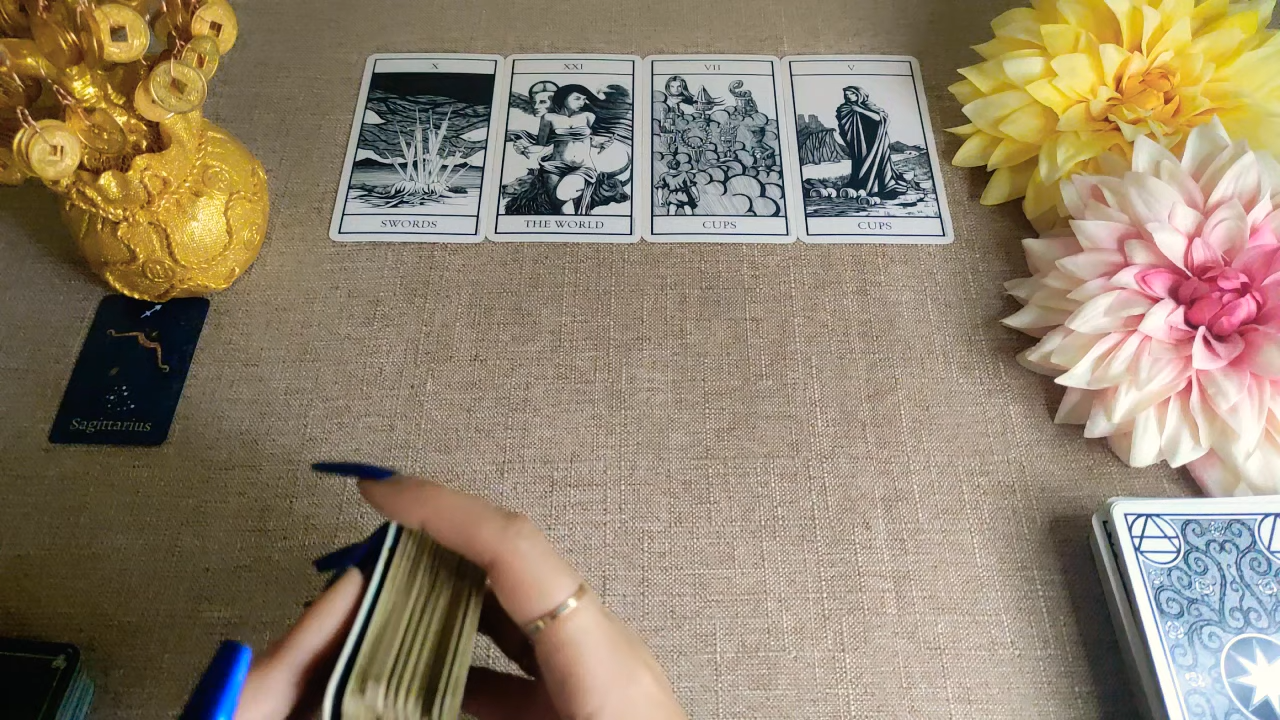 X
SWORDS
XXI
THE WORLD
VII
CUPS
V
CUPS
Sagittarius